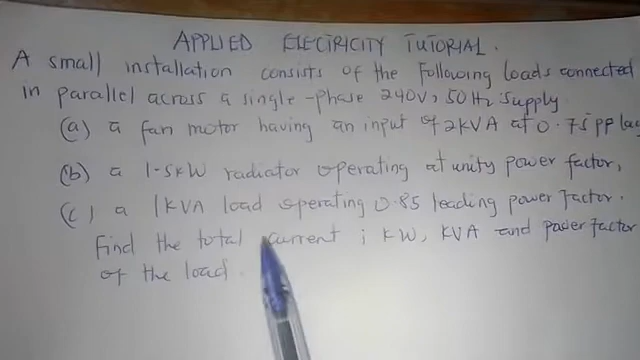 APPLIED ELECTRICITY TUTORIAL.
A small installation consists of the following loads connected
in parallel across a single-phase 240V, 50Hz supply
(a) a fan motor having an input of 2KVA at 0.75 pf lag
(b) a 1-5KW radiator operating at unity power factor,
(c) a 1KVA load operating 0.85 leading power factor.
Find the total current ; KW, KVA and power factor
of the load.